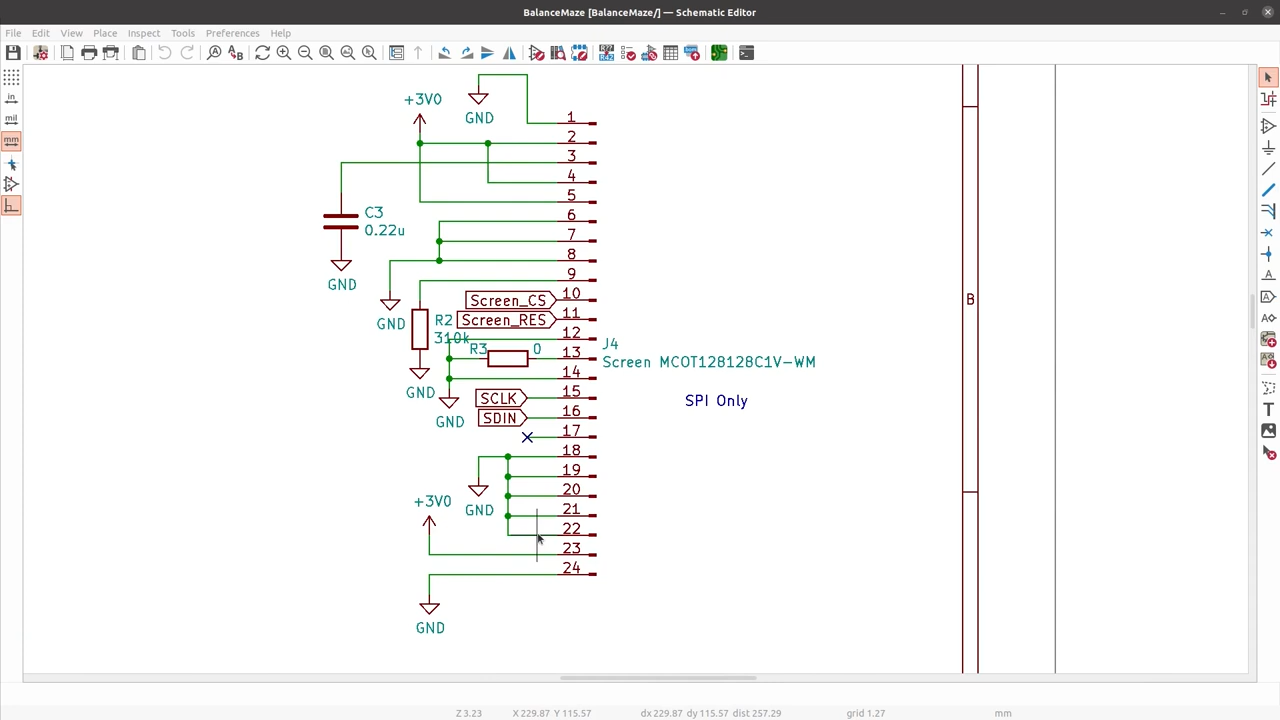 BalanceMaze [BalanceMaze/] — Schematic Editor
File Edit View Place Inspect Tools Preferences Help
in
mil
mm
+3V0
GND
1
2
3
4
5
C3
0.22u
GND
6
7
8
9
GND
Screen_CS
10
Screen_RES
11
R2
310k
GND
12
R3
0
13
14
GND
J4
Screen MCOT128128C1V-WM
SPI Only
SCLK
15
SDIN
16
17
18
19
20
21
22
GND
+3V0
23
24
GND
B
Z 3.23 X 229.87 Y 115.57 dx 229.87 dy 115.57 dist 257.29 grid 1.27 mm